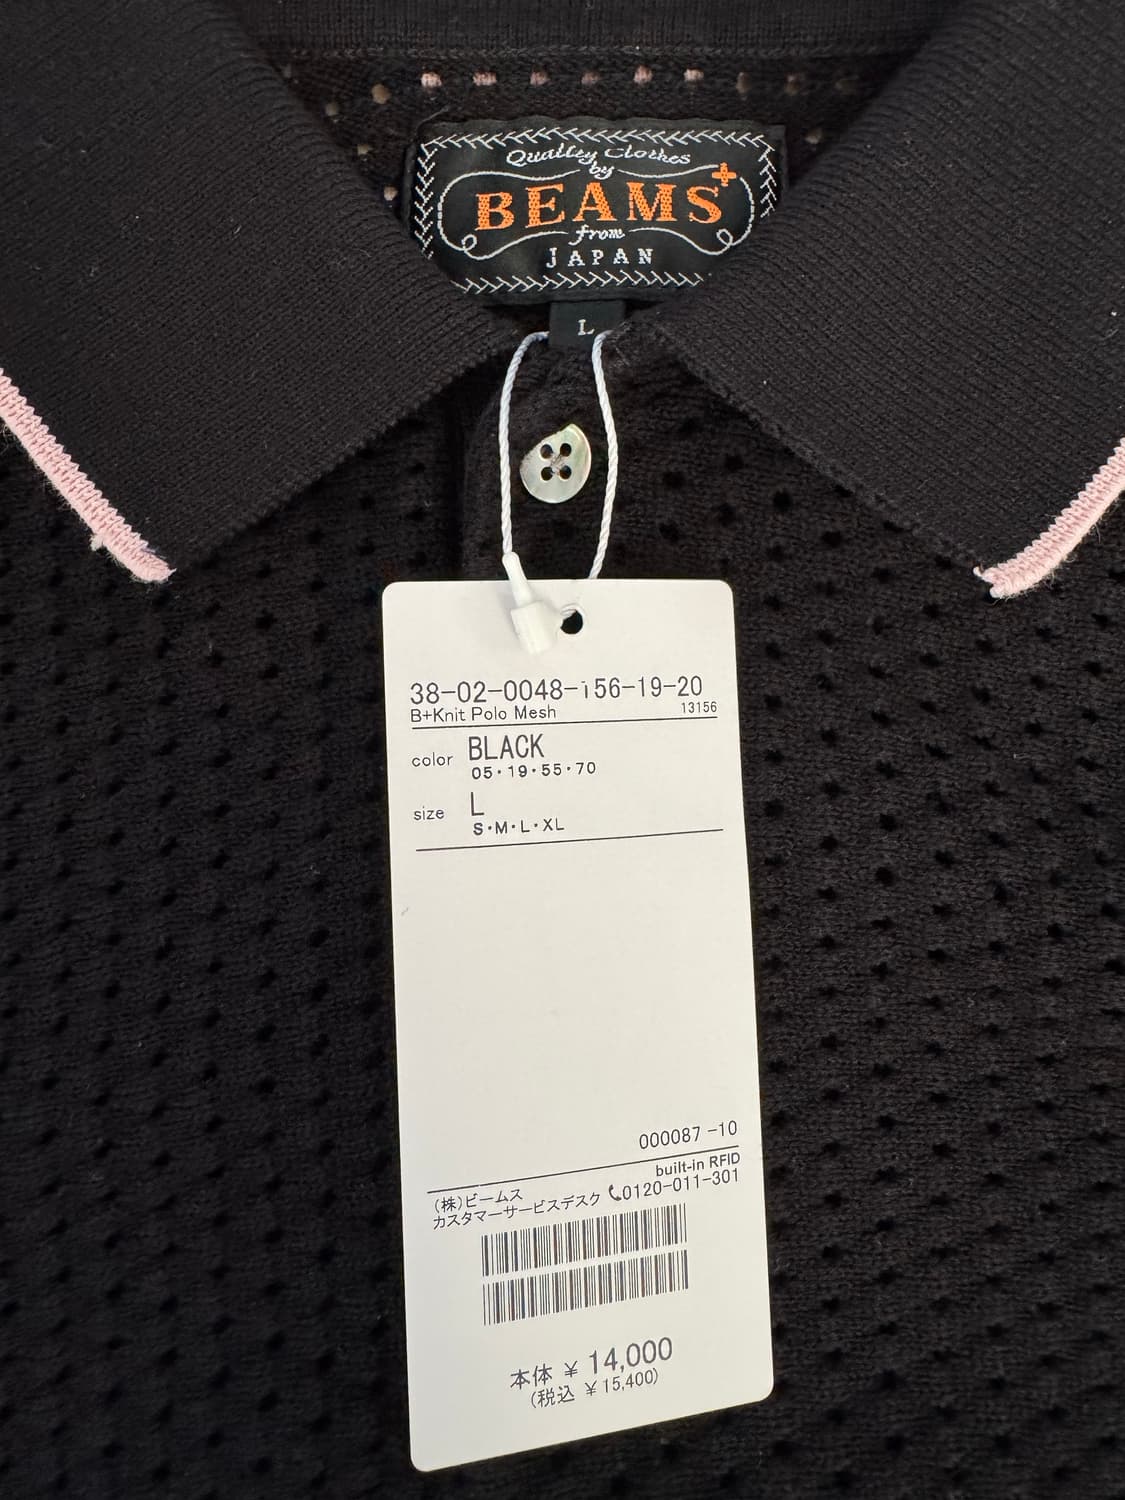 Quality Clothes
by
BEAMS+
from
JAPAN
L
38-02-0048-156-19-20
B+Knit Polo Mesh 13156
color BLACK
05・19・55・70
size L
S・M・L・XL
000087 -10
built-in RFID
(株)ビームス
カスタマーサービスデスク 0120-011-301
本体 ¥ 14,000
(税込 ¥ 15,400)